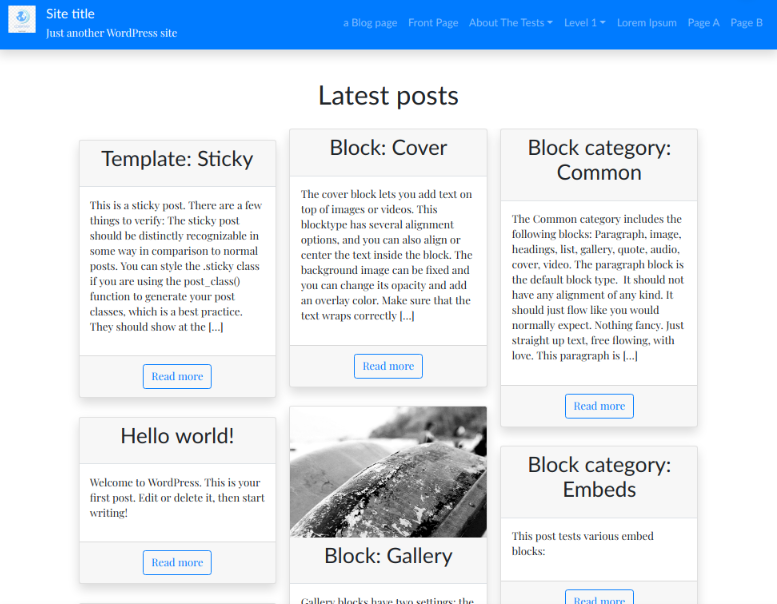 Site title
Just another WordPress site
a Blog page Front Page About The Tests Level 1 Lorem Ipsum Page A Page B
Latest posts
Template: Sticky
This is a sticky post. There are a few
things to verify: The sticky post
should be distinctly recognizable in
some way in comparison to normal
posts. You can style the .sticky class
if you are using the post_class()
function to generate your post
classes, which is a best practice.
They should show at the [...]
Read more
Hello world!
Welcome to WordPress. This is your
first post. Edit or delete it, then start
writing!
Read more
Block: Cover
The cover block lets you add text on
top of images or videos. This
blocktype has several alignment
options, and you can also align or
center the text inside the block. The
background image can be fixed and
you can change its opacity and add
an overlay color. Make sure that the
text wraps correctly [...]
Read more
Block: Gallery
Gallery blocks have two settings: the
Block category:
Common
The Common category includes the
following blocks: Paragraph, image,
headings, list, gallery, quote, audio,
cover, video. The paragraph block is
the default block type.  It should not
have any alignment of any kind. It
should just flow like you would
normally expect. Nothing fancy. Just
straight up text, free flowing, with
love. This paragraph is [...]
Read more
Block category:
Embeds
This post tests various embed
blocks:
Read more